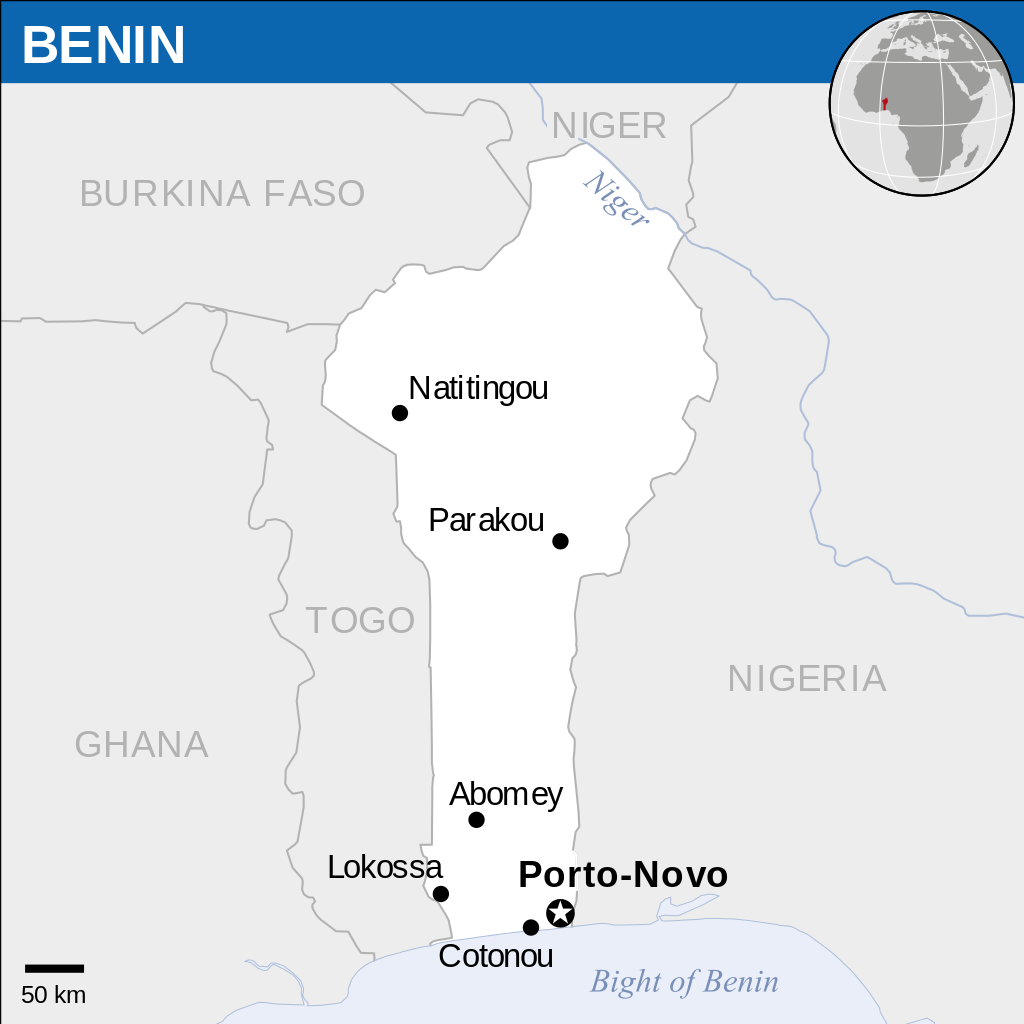 BENIN
NIGER
BURKINA FASO
Niger
Natitingou
Parakou
TOGO
NIGERIA
GHANA
Abomey
Lokossa
Porto-Novo
Cotonou
Bight of Benin
50 km